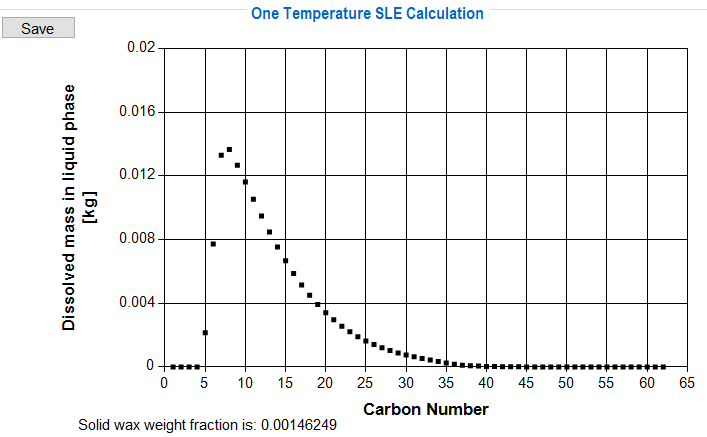 One Temperature SLE Calculation
Save
Dissolved mass in liquid phase
[kg]
0.02
0.016
0.012
0.008
0.004
0
0 5 10 15 20 25 30 35 40 45 50 55 60 65
Carbon Number
Solid wax weight fraction is: 0.00146249